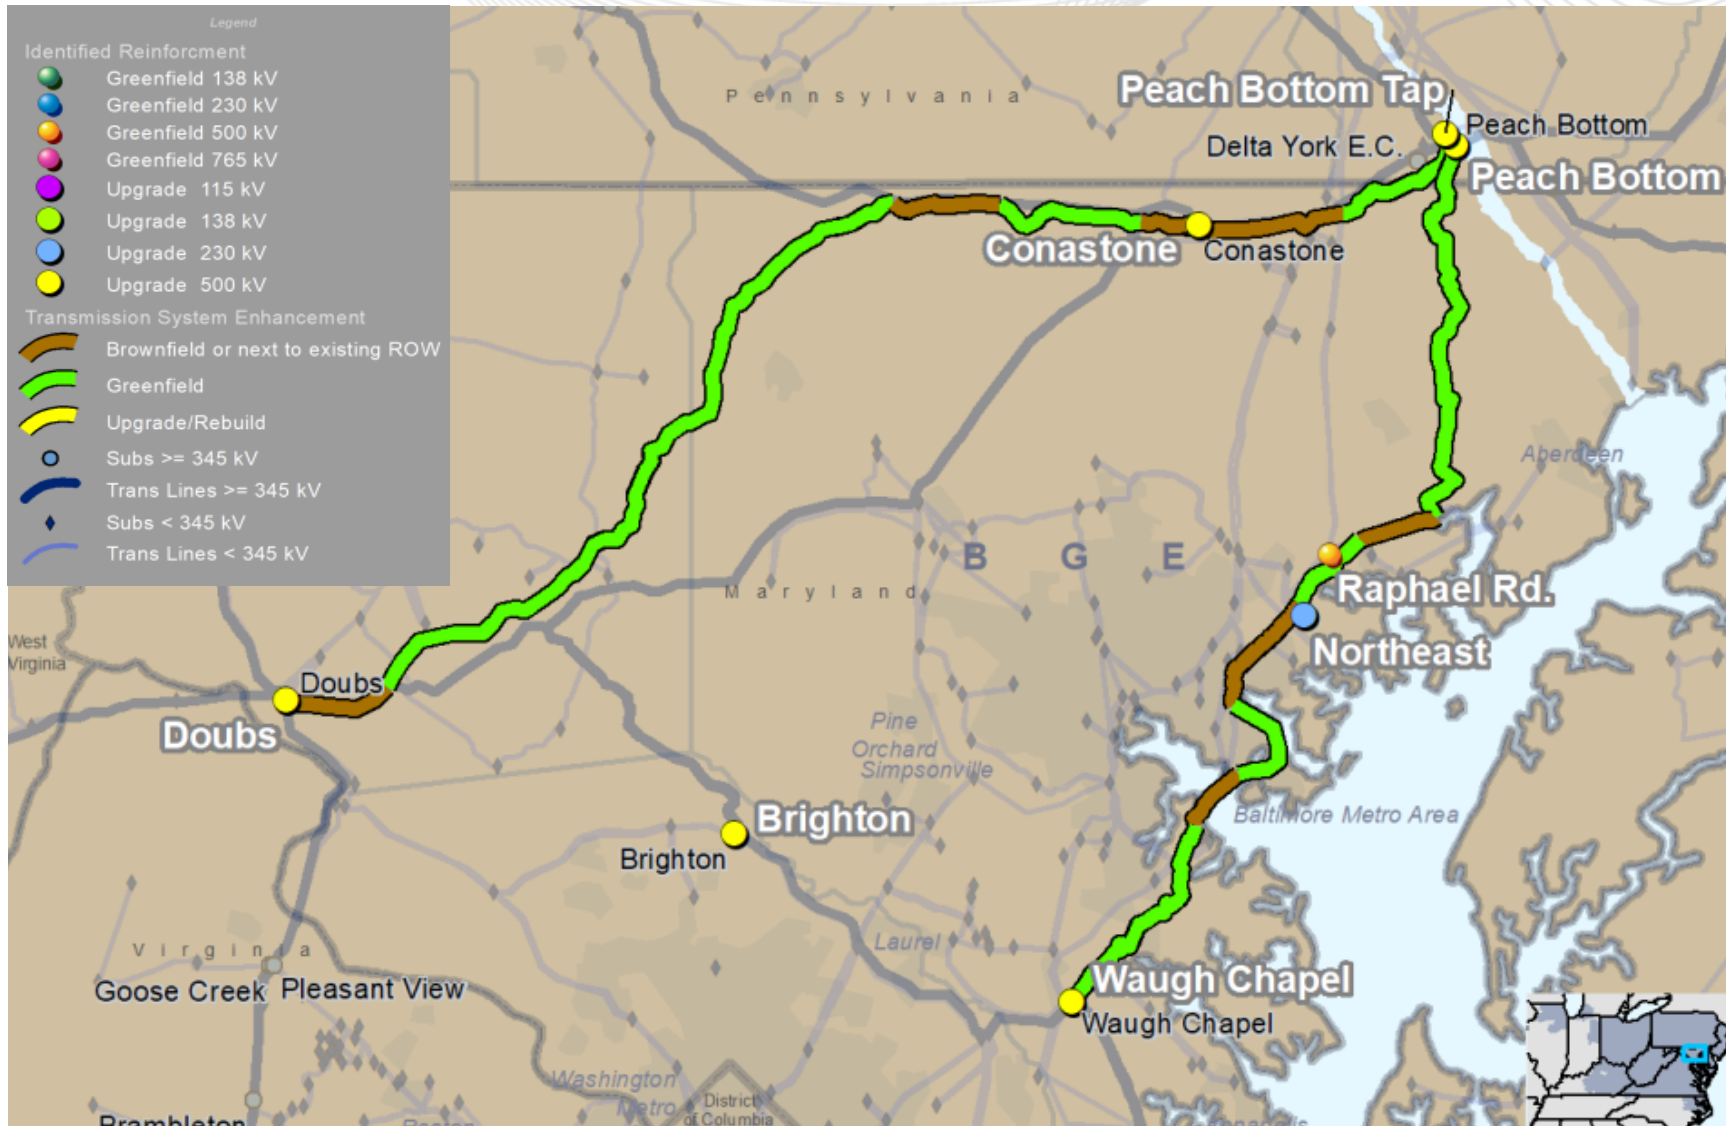 Legend
Identified Reinforcment
Greenfield 138 kV
Greenfield 230 kV
Greenfield 500 kV
Greenfield 765 kV
Upgrade 115 kV
Upgrade 138 kV
Upgrade 230 kV
Upgrade 500 kV
Transmission System Enhancement
Brownfield or next to existing ROW
Greenfield
Upgrade/Rebuild
Subs >= 345 kV
Trans Lines >= 345 kV
Subs < 345 kV
Trans Lines < 345 kV
Pennsylvania
Peach Bottom Tap
Peach Bottom
Delta York E.C.
Peach Bottom
Conastone
Conastone
Aberdeen
BGE
Maryland
Raphael Rd.
Northeast
West
Virginia
Doubs
Doubs
Pine
Orchard
Simpsonville
Baltimore Metro Area
Brighton
Brighton
Laurel
Virginia
Goose Creek
Pleasant View
Waugh Chapel
Waugh Chapel
Washington
Metro
District
of Columbia
Brambleton